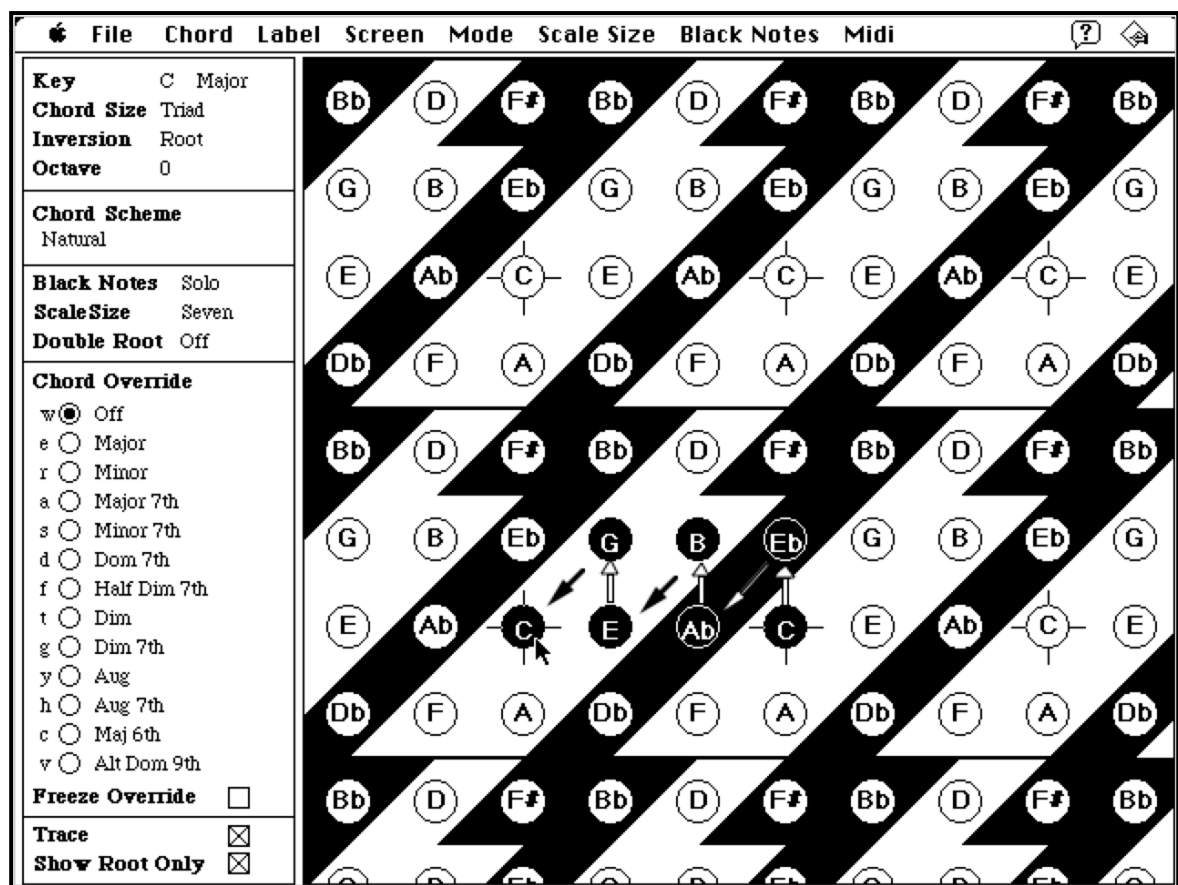 File Chord Label Screen Mode Scale Size Black Notes Midi ?
Key C Major
Chord Size Triad
Inversion Root
Octave 0
Chord Scheme
Natural
Black Notes Solo
ScaleSize Seven
Double Root Off
Chord Override
w Off
e Major
r Minor
a Major 7th
s Minor 7th
d Dom 7th
f Half Dim 7th
t Dim
g Dim 7th
y Aug
h Aug 7th
c Maj 6th
v Alt Dom 9th
Freeze Override
Trace
Show Root Only
Bb D F# Bb D F# Bb D F# Bb
G B Eb G B Eb G B Eb G
E Ab C E Ab C E Ab C E
Db F A Db F A Db F A Db
Bb D F# Bb D F# Bb D F# Bb
G B Eb G B Eb G B Eb G
E Ab C E Ab C E Ab C E
Db F A Db F A Db F A Db
Bb D F# Bb D F# Bb D F# Bb